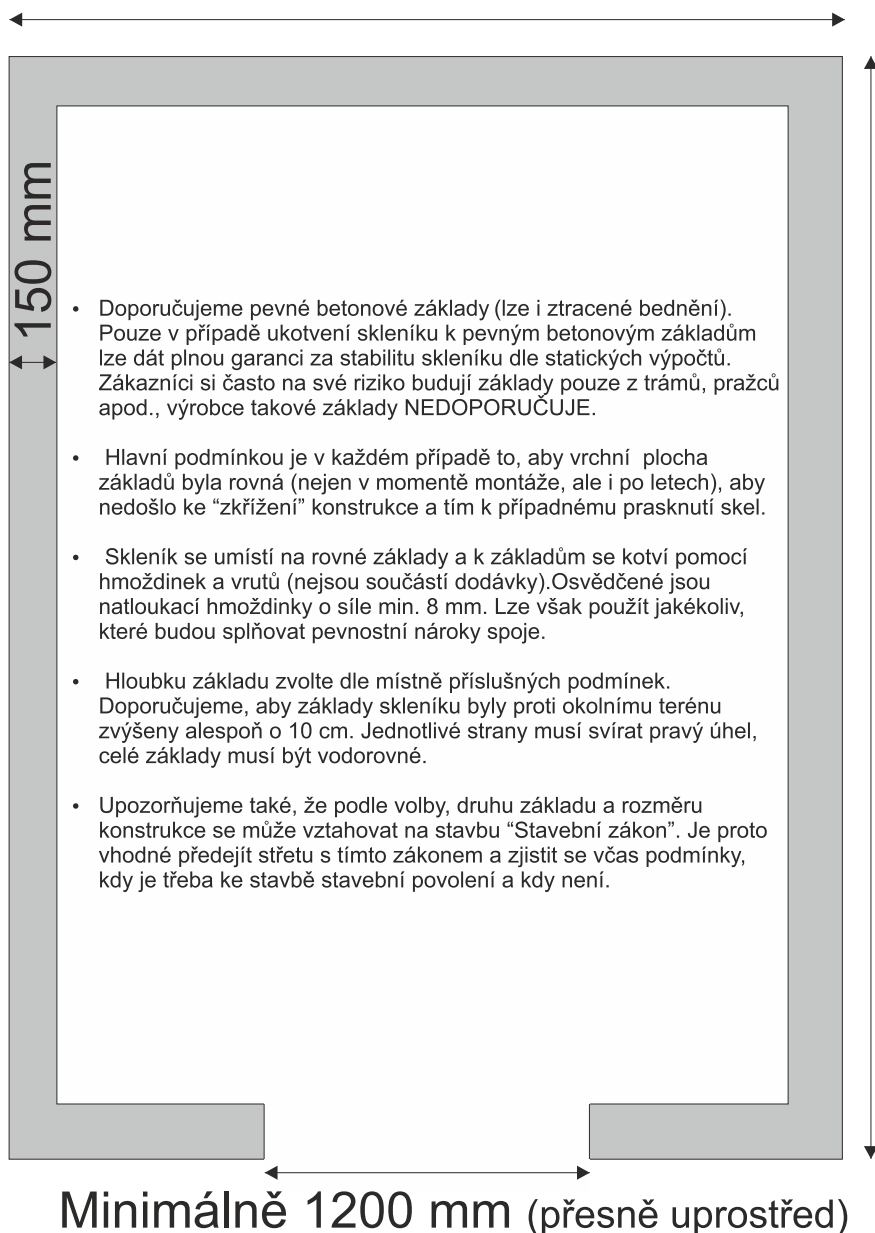 150 mm
• Doporučujeme pevné betonové základy (lze i ztracené bednění).
Pouze v případě ukotvení skleníku k pevným betonovým základům
lze dát plnou garanci za stabilitu skleníku dle statických výpočtů.
Zákazníci si často na své riziko budují základy pouze z trámů, pražců
apod., výrobce takové základy NEDOPORUČUJE.
• Hlavní podmínkou je v každém případě to, aby vrchní plocha
základů byla rovná (nejen v momentě montáže, ale i po letech), aby
nedošlo ke “zkřížení” konstrukce a tím k případnému prasknutí skel.
• Skleník se umístí na rovné základy a k základům se kotví pomocí
hmoždinek a vrutů (nejsou součástí dodávky).Osvědčené jsou
natloukací hmoždinky o síle min. 8 mm. Lze však použít jakékoliv,
které budou splňovat pevnostní nároky spoje.
• Hloubku základu zvolte dle místně příslušných podmínek.
Doporučujeme, aby základy skleníku byly proti okolnímu terénu
zvýšeny alespoň o 10 cm. Jednotlivé strany musí svírat pravý úhel,
celé základy musí být vodorovné.
• Upozorňujeme také, že podle volby, druhu základu a rozměru
konstrukce se může vztahovat na stavbu “Stavební zákon”. Je proto
vhodné předejít střetu s tímto zákonem a zjistit se včas podmínky,
kdy je třeba ke stavbě stavební povolení a kdy není.
Minimálně 1200 mm (přesně uprostřed)